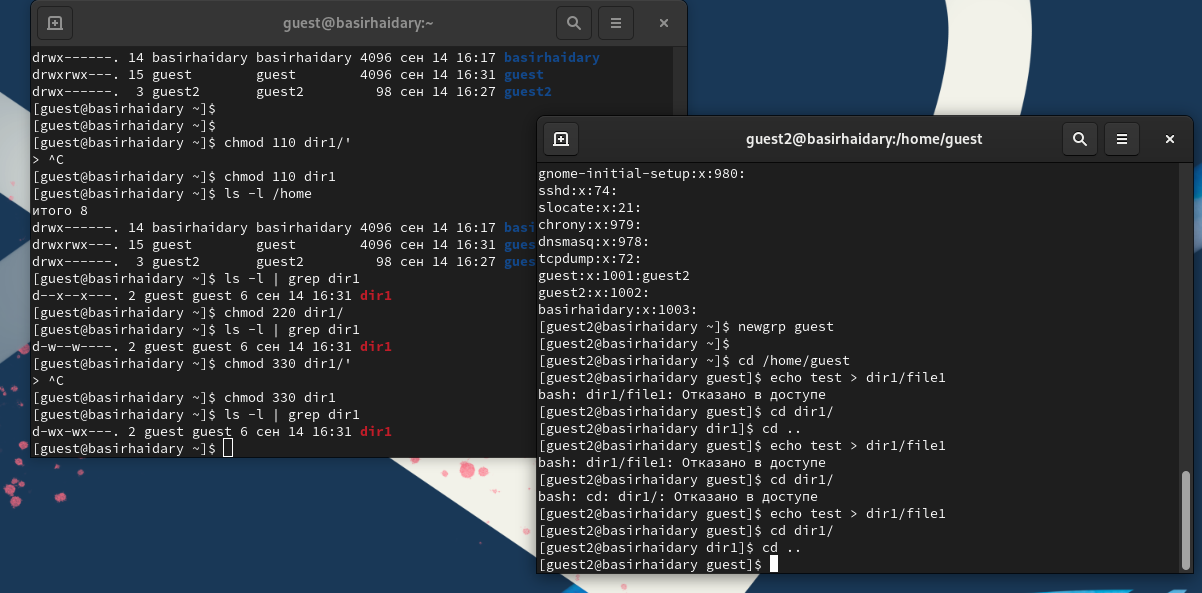 guest@basirhaidary:~
drwx------. 14 basirhaidary basirhaidary 4096 сен 14 16:17 basirhaidary
drwxrwx---. 15 guest        guest        4096 сен 14 16:31 guest
drwx------.  3 guest2       guest2         98 сен 14 16:27 guest2
[guest@basirhaidary ~]$
[guest@basirhaidary ~]$
[guest@basirhaidary ~]$ chmod 110 dir1/'
> ^C
[guest@basirhaidary ~]$ chmod 110 dir1
[guest@basirhaidary ~]$ ls -l /home
итого 8
drwx------. 14 basirhaidary basirhaidary 4096 сен 14 16:17 basi
drwxrwx---. 15 guest        guest        4096 сен 14 16:31 gues
drwx------.  3 guest2       guest2         98 сен 14 16:27 gues
[guest@basirhaidary ~]$ ls -l | grep dir1
d--x--x---. 2 guest guest 6 сен 14 16:31 dir1
[guest@basirhaidary ~]$ chmod 220 dir1/
[guest@basirhaidary ~]$ ls -l | grep dir1
d-w--w----. 2 guest guest 6 сен 14 16:31 dir1
[guest@basirhaidary ~]$ chmod 330 dir1/'
> ^C
[guest@basirhaidary ~]$ chmod 330 dir1
[guest@basirhaidary ~]$ ls -l | grep dir1
d-wx-wx---. 2 guest guest 6 сен 14 16:31 dir1
[guest@basirhaidary ~]$
guest2@basirhaidary:/home/guest
gnome-initial-setup:x:980:
sshd:x:74:
slocate:x:21:
chrony:x:979:
dnsmasq:x:978:
tcpdump:x:72:
guest:x:1001:guest2
guest2:x:1002:
basirhaidary:x:1003:
[guest2@basirhaidary ~]$ newgrp guest
[guest2@basirhaidary ~]$
[guest2@basirhaidary ~]$ cd /home/guest
[guest2@basirhaidary guest]$ echo test > dir1/file1
bash: dir1/file1: Отказано в доступе
[guest2@basirhaidary guest]$ cd dir1/
[guest2@basirhaidary dir1]$ cd ..
[guest2@basirhaidary guest]$ echo test > dir1/file1
bash: dir1/file1: Отказано в доступе
[guest2@basirhaidary guest]$ cd dir1/
bash: cd: dir1/: Отказано в доступе
[guest2@basirhaidary guest]$ echo test > dir1/file1
[guest2@basirhaidary guest]$ cd dir1/
[guest2@basirhaidary dir1]$ cd ..
[guest2@basirhaidary guest]$